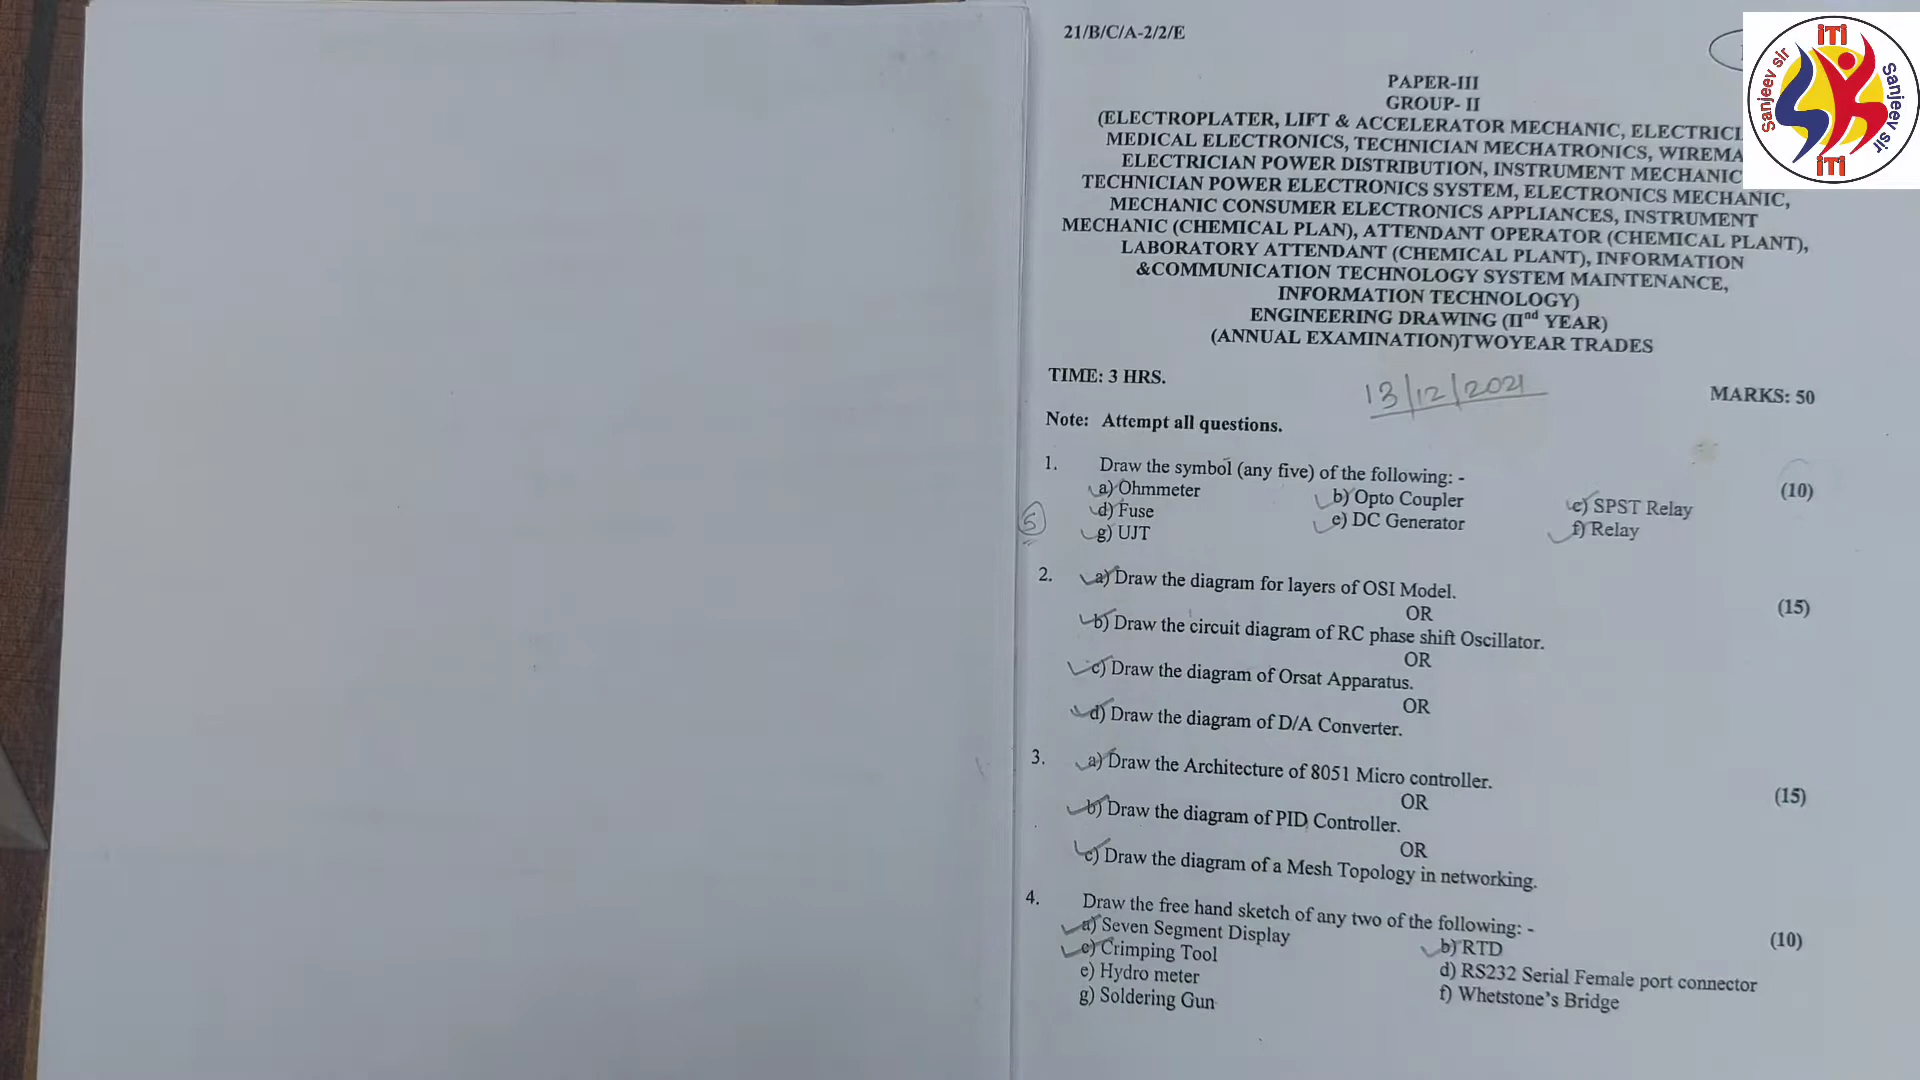 21/B/C/A-2/2/E
PAPER-III
GROUP- II
(ELECTROPLATER, LIFT & ACCELERATOR MECHANIC,
MEDICAL ELECTRONICS, TECHNICIAN MECHATRONICS,
ELECTRICIAN POWER DISTRIBUTION, INSTRUMENT MECHANIC
TECHNICIAN POWER ELECTRONICS SYSTEM, ELECTRONICS MECHANIC,
MECHANIC CONSUMER ELECTRONICS APPLIANCES, INSTRUMENT
MECHANIC (CHEMICAL PLAN), ATTENDANT OPERATOR (CHEMICAL PLANT),
LABORATORY ATTENDANT (CHEMICAL PLANT), INFORMATION
&COMMUNICATION TECHNOLOGY SYSTEM MAINTENANCE,
INFORMATION TECHNOLOGY)
ENGINEERING DRAWING (IInd YEAR)
(ANNUAL EXAMINATION)TWOYEAR TRADES
TIME: 3 HRS.
13/12/2021
MARKS: 50
Note: Attempt all questions.
1. Draw the symbol (any five) of the following: - (10)
a) Ohmmeter b) Opto Coupler c) SPST Relay
d) Fuse e) DC Generator f) Relay
5
g) UJT
2. a) Draw the diagram for layers of OSI Model. (15)
OR
b) Draw the circuit diagram of RC phase shift Oscillator.
OR
c) Draw the diagram of Orsat Apparatus.
OR
d) Draw the diagram of D/A Converter.
3. a) Draw the Architecture of 8051 Micro controller. (15)
OR
b) Draw the diagram of PID Controller.
OR
c) Draw the diagram of a Mesh Topology in networking.
4. Draw the free hand sketch of any two of the following: - (10)
a) Seven Segment Display b) RTD
c) Crimping Tool d) RS232 Serial Female port connector
e) Hydro meter f) Whetstone's Bridge
g) Soldering Gun
iTi
Sanjeev sir
Sanjeev sir
iTi